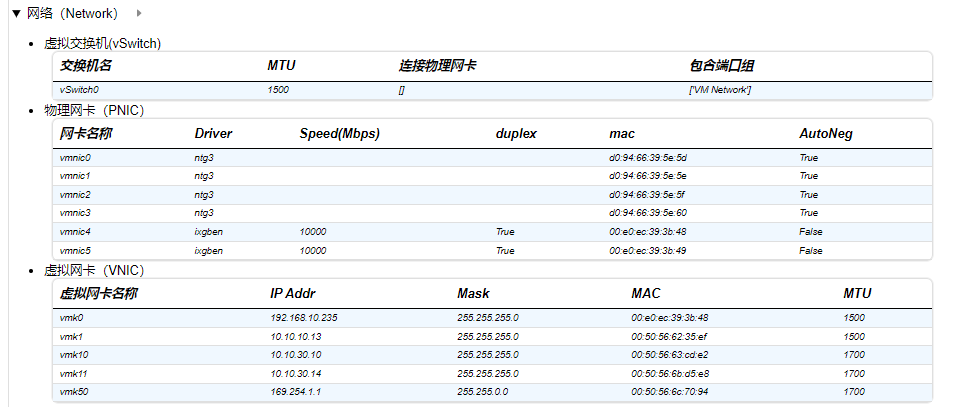 网络（Network）
虚拟交换机(vSwitch)
交换机名 MTU 连接物理网卡 包含端口组
vSwitch0 1500 [] ['VM Network']
物理网卡（PNIC）
网卡名称 Driver Speed(Mbps) duplex mac AutoNeg
vmnic0 ntg3 d0:94:66:39:5e:5d True
vmnic1 ntg3 d0:94:66:39:5e:5e True
vmnic2 ntg3 d0:94:66:39:5e:5f True
vmnic3 ntg3 d0:94:66:39:5e:60 True
vmnic4 ixgben 10000 True 00:e0:ec:39:3b:48 False
vmnic5 ixgben 10000 True 00:e0:ec:39:3b:49 False
虚拟网卡（VNIC）
虚拟网卡名称 IP Addr Mask MAC MTU
vmk0 192.168.10.235 255.255.255.0 00:e0:ec:39:3b:48 1500
vmk1 10.10.10.13 255.255.255.0 00:50:56:62:35:ef 1500
vmk10 10.10.30.10 255.255.255.0 00:50:56:63:cd:e2 1700
vmk11 10.10.30.14 255.255.255.0 00:50:56:6b:d5:e8 1700
vmk50 169.254.1.1 255.255.0.0 00:50:56:6c:70:94 1700